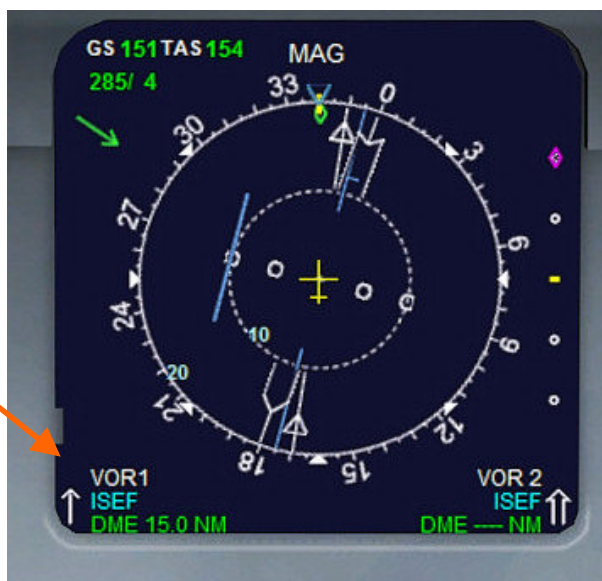 GS 151 TAS 154
MAG
285/ 4
33
0
3
6
9
12
15
18
21
24
27
30
10
20
VOR1
ISEF
DME 15.0 NM
VOR 2
ISEF
DME ---- NM